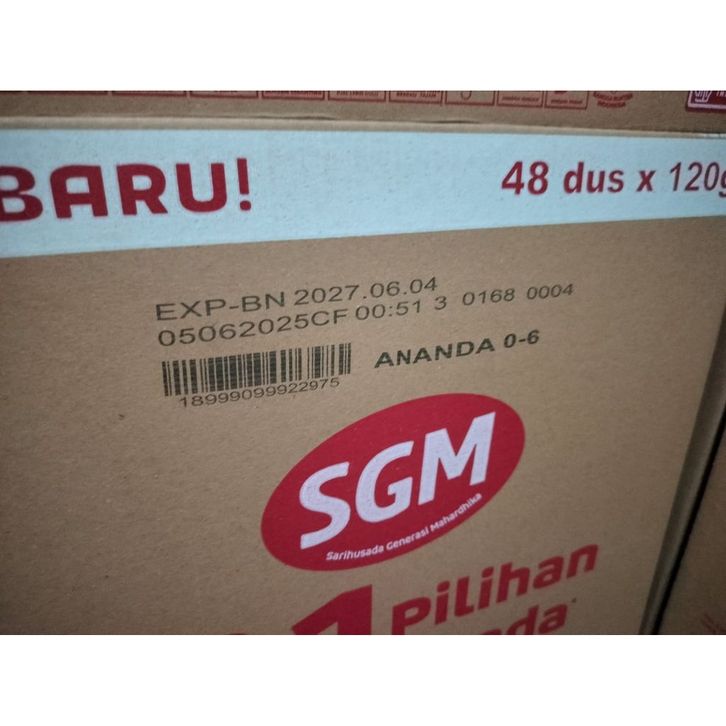 BARU!
48 dus x 120g
EXP-BN 2027.06.04
05062025CF 00:51 3 0168 0004
ANANDA 0-6
18999099922975
SGM
Sarihusada Generasi Mahardhika
1 Pilihan